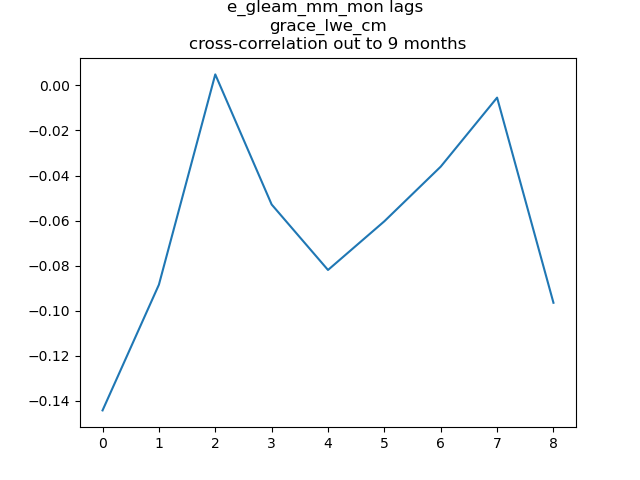 e_gleam_mm_mon lags
grace_lwe_cm
cross-correlation out to 9 months
0.00
−0.02
−0.04
−0.06
−0.08
−0.10
−0.12
−0.14
0 1 2 3 4 5 6 7 8